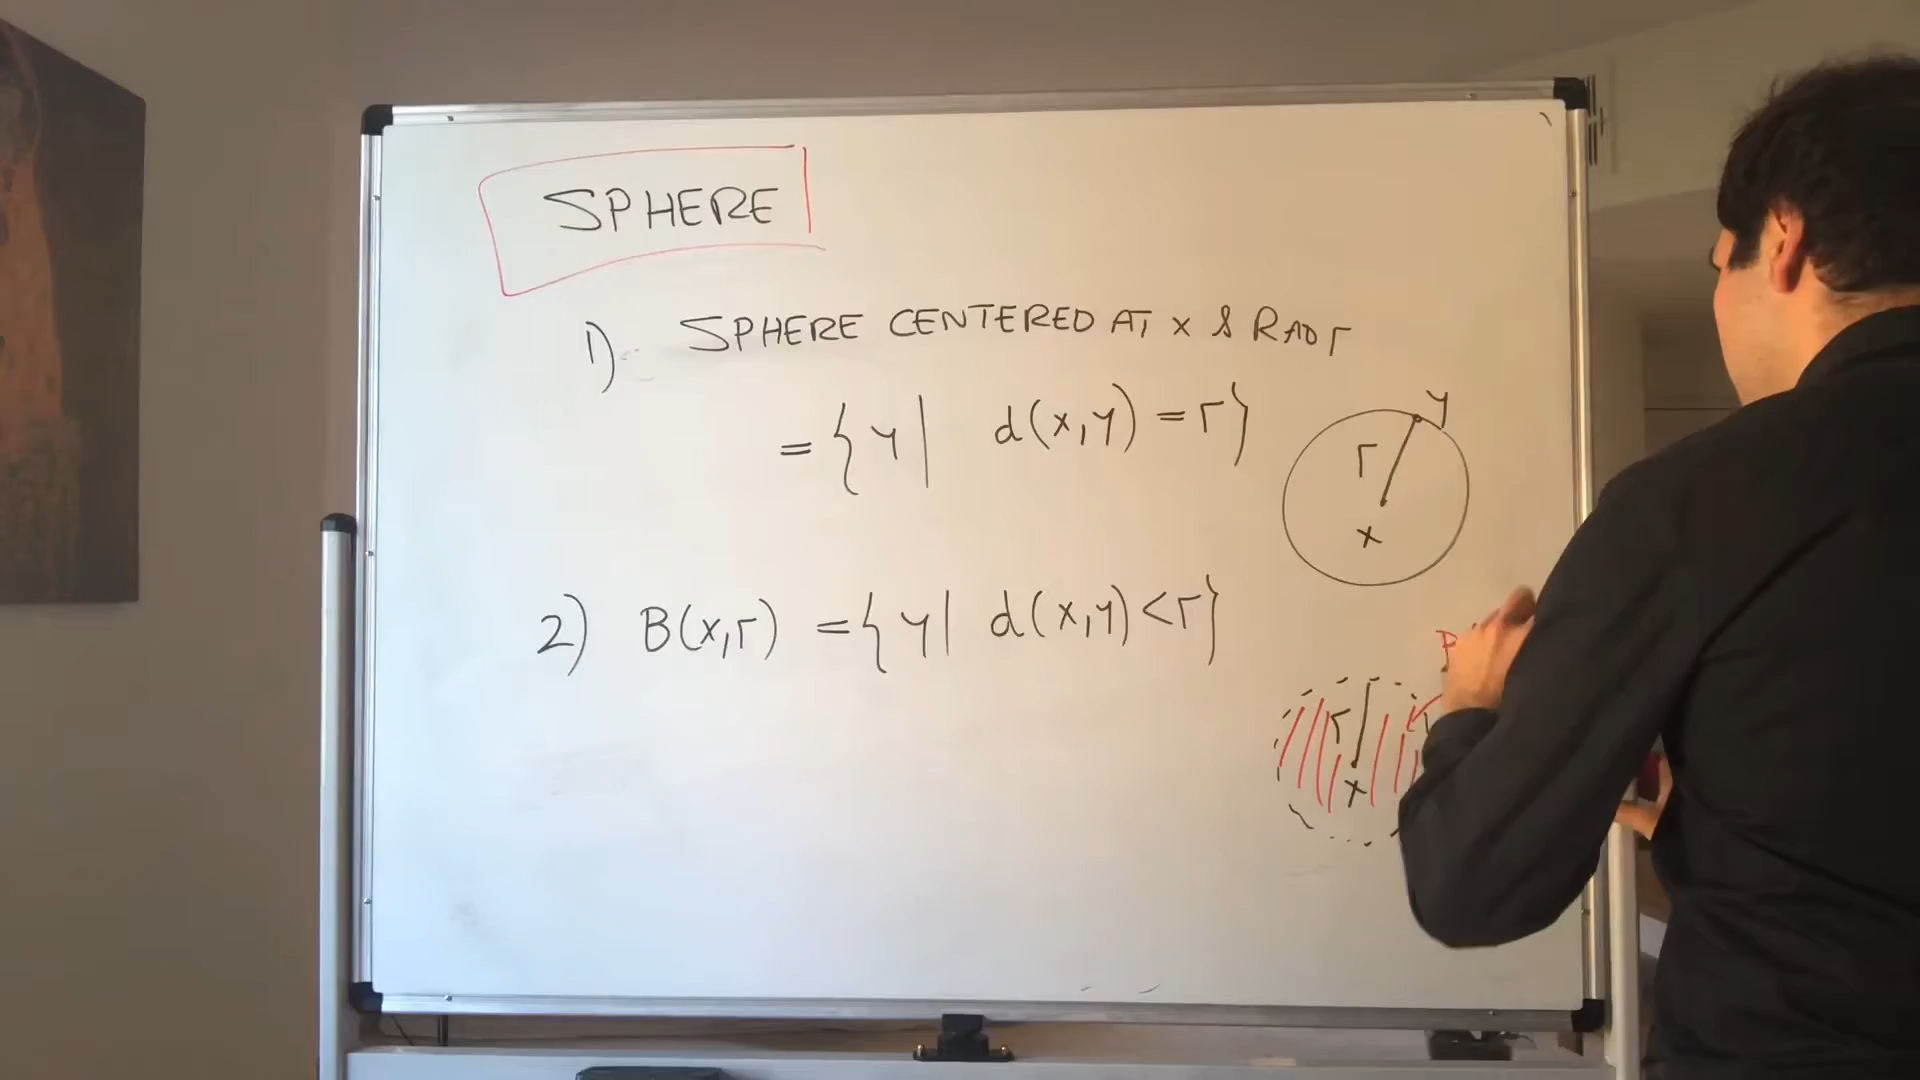 SPHERE
1) SPHERE CENTERED AT x & RAD r
= { y | d(x,y) = r }
y
r
x
2) B(x,r) = { y | d(x,y) < r }
r
x